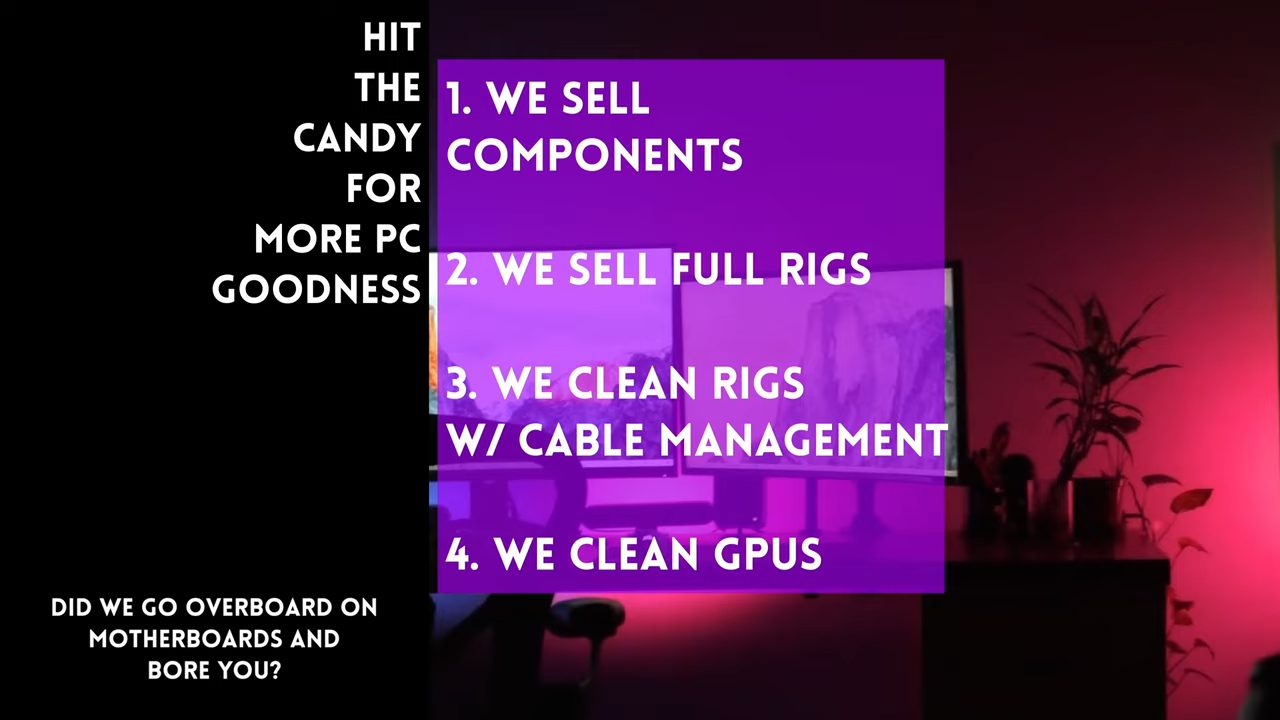 HIT
THE
CANDY
FOR
MORE PC
GOODNESS
1. WE SELL
COMPONENTS
2. WE SELL FULL RIGS
3. WE CLEAN RIGS
W/ CABLE MANAGEMENT
4. WE CLEAN GPUS
DID WE GO OVERBOARD ON
MOTHERBOARDS AND
BORE YOU?